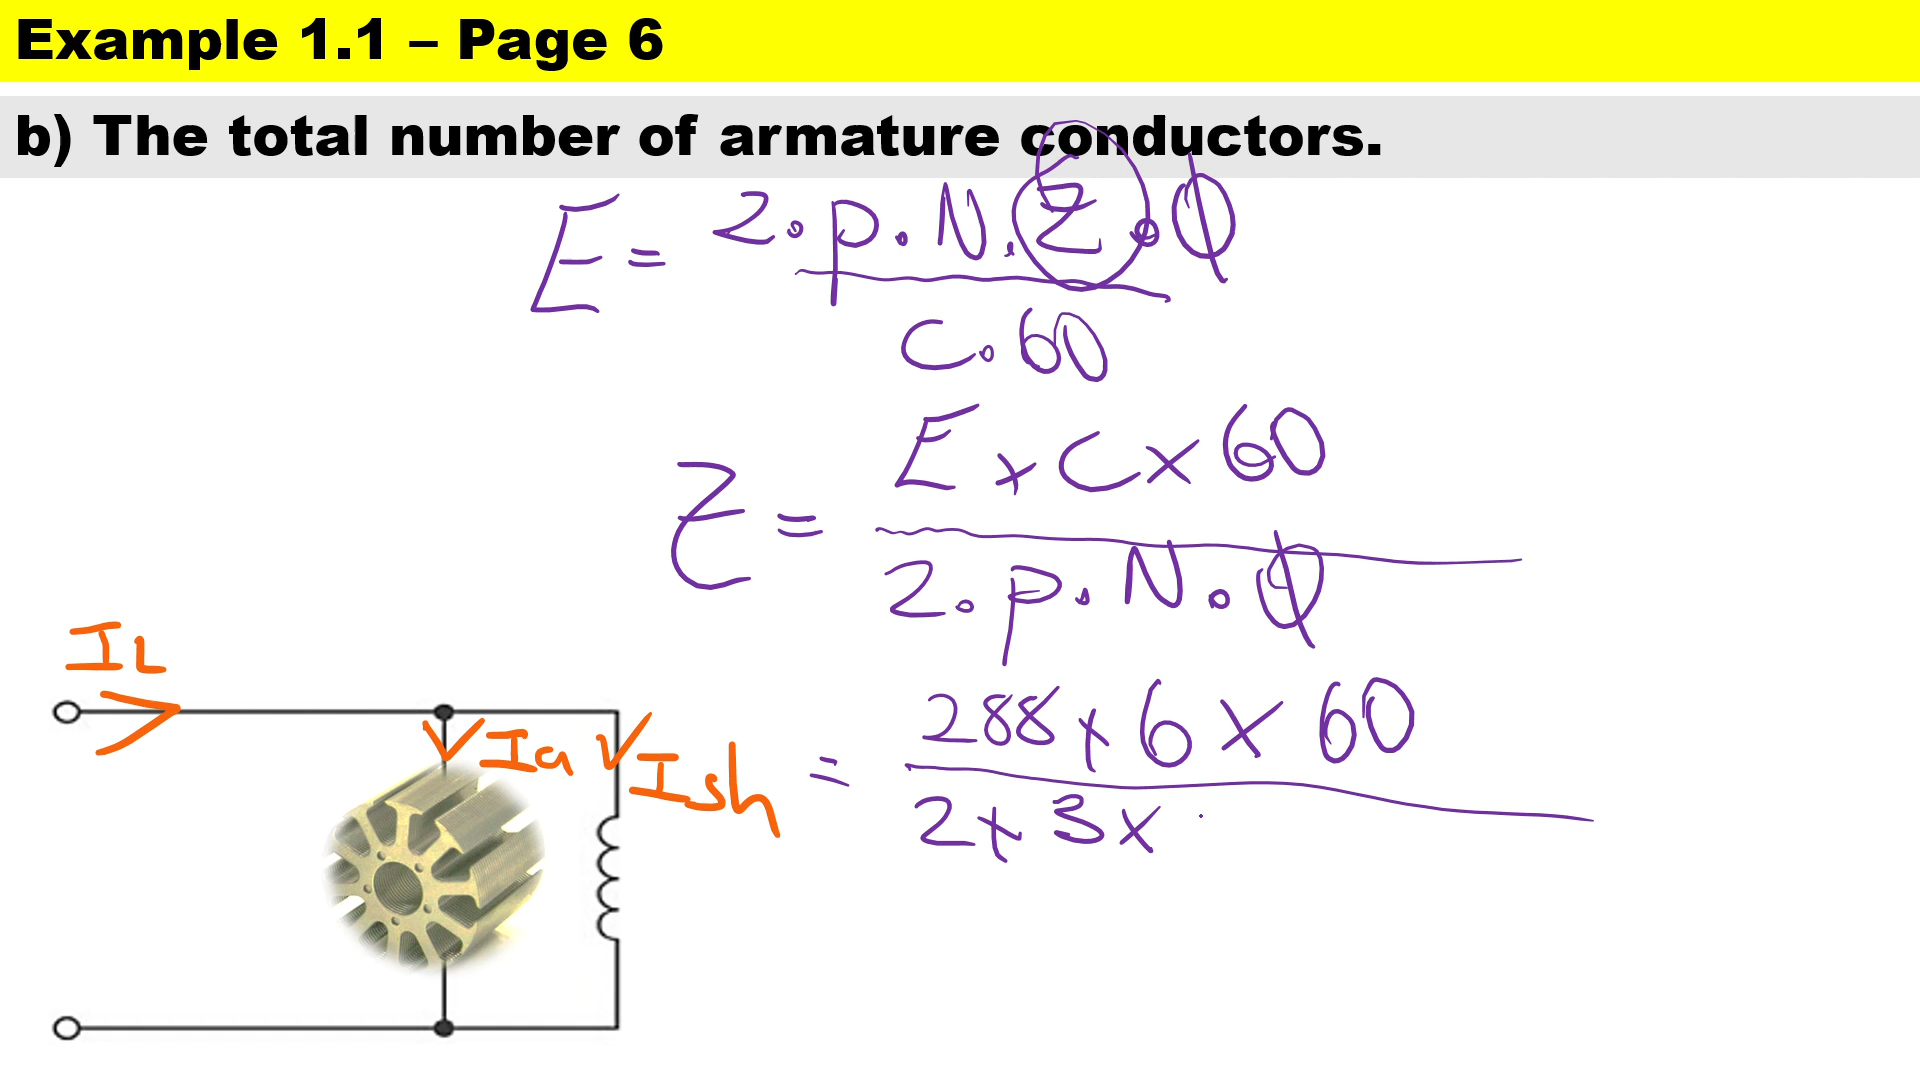 Example 1.1 – Page 6
b) The total number of armature conductors.
E = 2.p.N.Z.Φ
c.60
Z = E x C x 60
2.p.N.Φ
= 288 x 6 x 60
2 x 3 x
IL
Ia
Ish